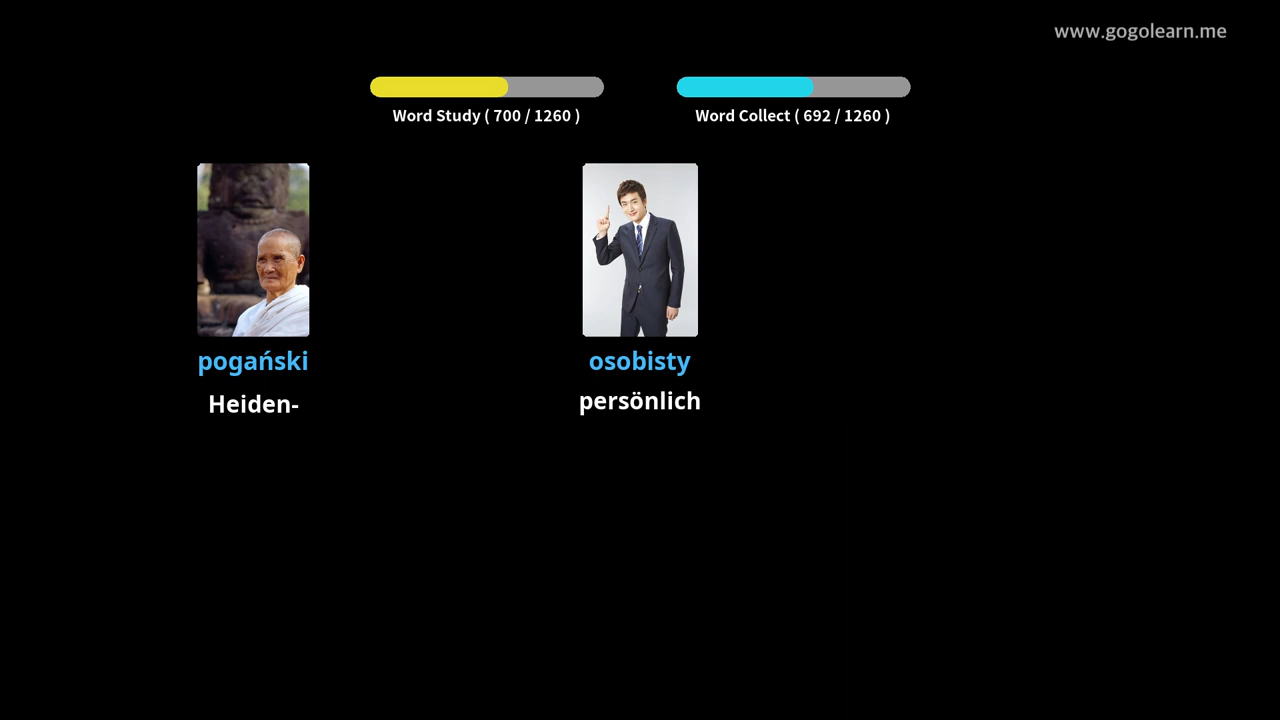 www.gogolearn.me
Word Study ( 700 / 1260 )
Word Collect ( 692 / 1260 )
pogański
osobisty
Heiden-
persönlich